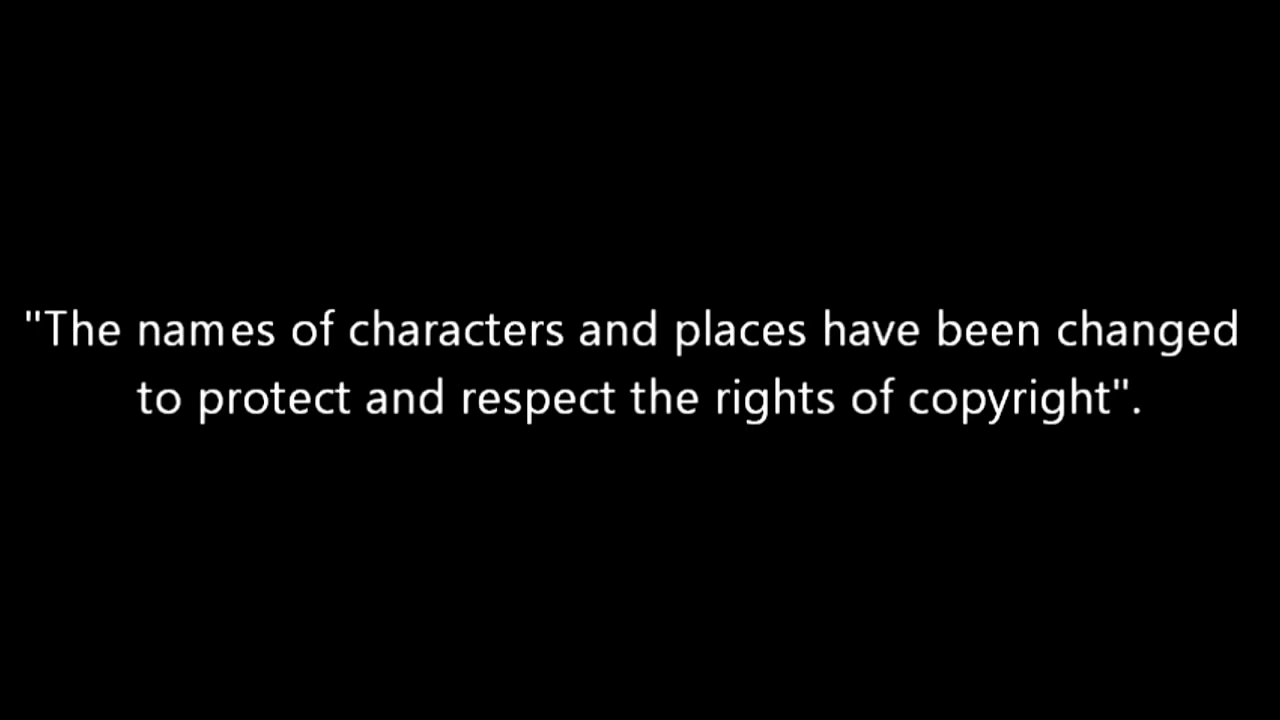 "The names of characters and places have been changed
to protect and respect the rights of copyright".